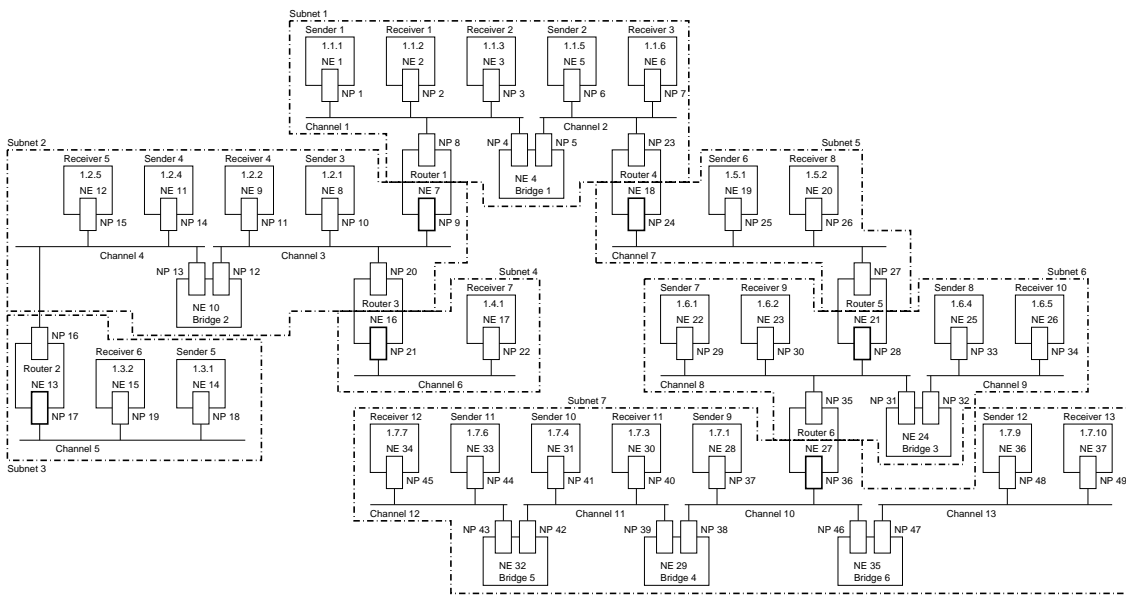 Subnet 1
Sender 1 Receiver 1 Receiver 2 Sender 2 Receiver 3
1.1.1 1.1.2 1.1.3 1.1.5 1.1.6
NE 1 NE 2 NE 3 NE 5 NE 6
NP 1 NP 2 NP 3 NP 6 NP 7
Channel 1 Channel 2
NP 8 NP 4 NP 5 NP 23
Subnet 2 Subnet 5
Receiver 5 Sender 4 Receiver 4 Sender 3 Router 1 NE 4 Router 4 Sender 6 Receiver 8
1.2.5 1.2.4 1.2.2 1.2.1 1.5.1 1.5.2
NE 12 NE 11 NE 9 NE 8 NE 7 Bridge 1 NE 18 NE 19 NE 20
NP 15 NP 14 NP 11 NP 10 NP 9 NP 24 NP 25 NP 26
Channel 4 Channel 3 Channel 7
NP 13 NP 12 NP 20 NP 27
Subnet 4 Subnet 6
NE 10 Router 3 Receiver 7 Sender 7 Receiver 9 Router 5 Sender 8 Receiver 10
Bridge 2 1.4.1 1.6.1 1.6.2 1.6.4 1.6.5
NE 16 NE 17 NE 22 NE 23 NE 21 NE 25 NE 26
NP 16 NP 21 NP 22 NP 29 NP 30 NP 28 NP 33 NP 34
Receiver 6 Sender 5
Router 2 1.3.2 1.3.1
NE 13 NE 15 NE 14
Channel 6 Channel 8 Channel 9
NP 17 NP 19 NP 18
NP 35 NP 31 NP 32
Subnet 7
Receiver 12 Sender 11 Sender 10 Receiver 11 Sender 9 Sender 12 Receiver 13
1.7.7 1.7.6 1.7.4 1.7.3 1.7.1 Router 6 NE 24 1.7.9 1.7.10
Channel 5
NE 34 NE 33 NE 31 NE 30 NE 28 NE 27 Bridge 3 NE 36 NE 37
Subnet 3
NP 45 NP 44 NP 41 NP 40 NP 37 NP 36 NP 48 NP 49
Channel 12 Channel 11 Channel 10 Channel 13
NP 43 NP 42 NP 39 NP 38 NP 46 NP 47
NE 32 NE 29 NE 35
Bridge 5 Bridge 4 Bridge 6